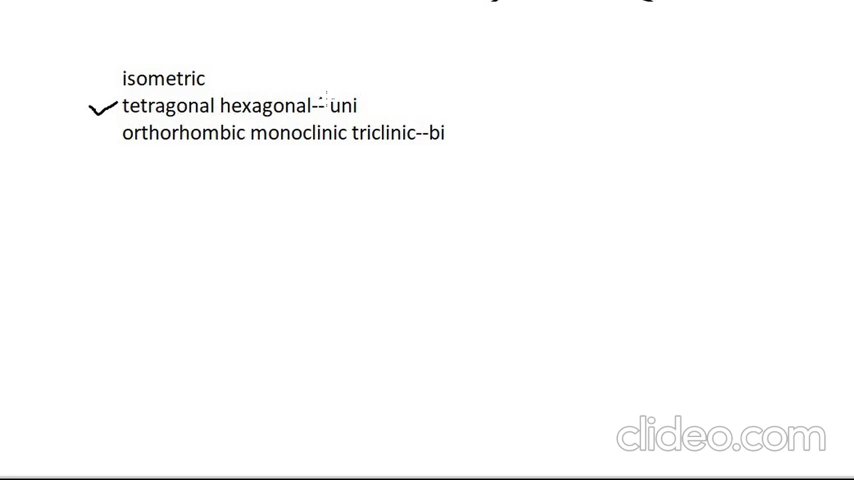 isometric
tetragonal hexagonal--uni
orthorhombic monoclinic triclinic--bi
clideo.com